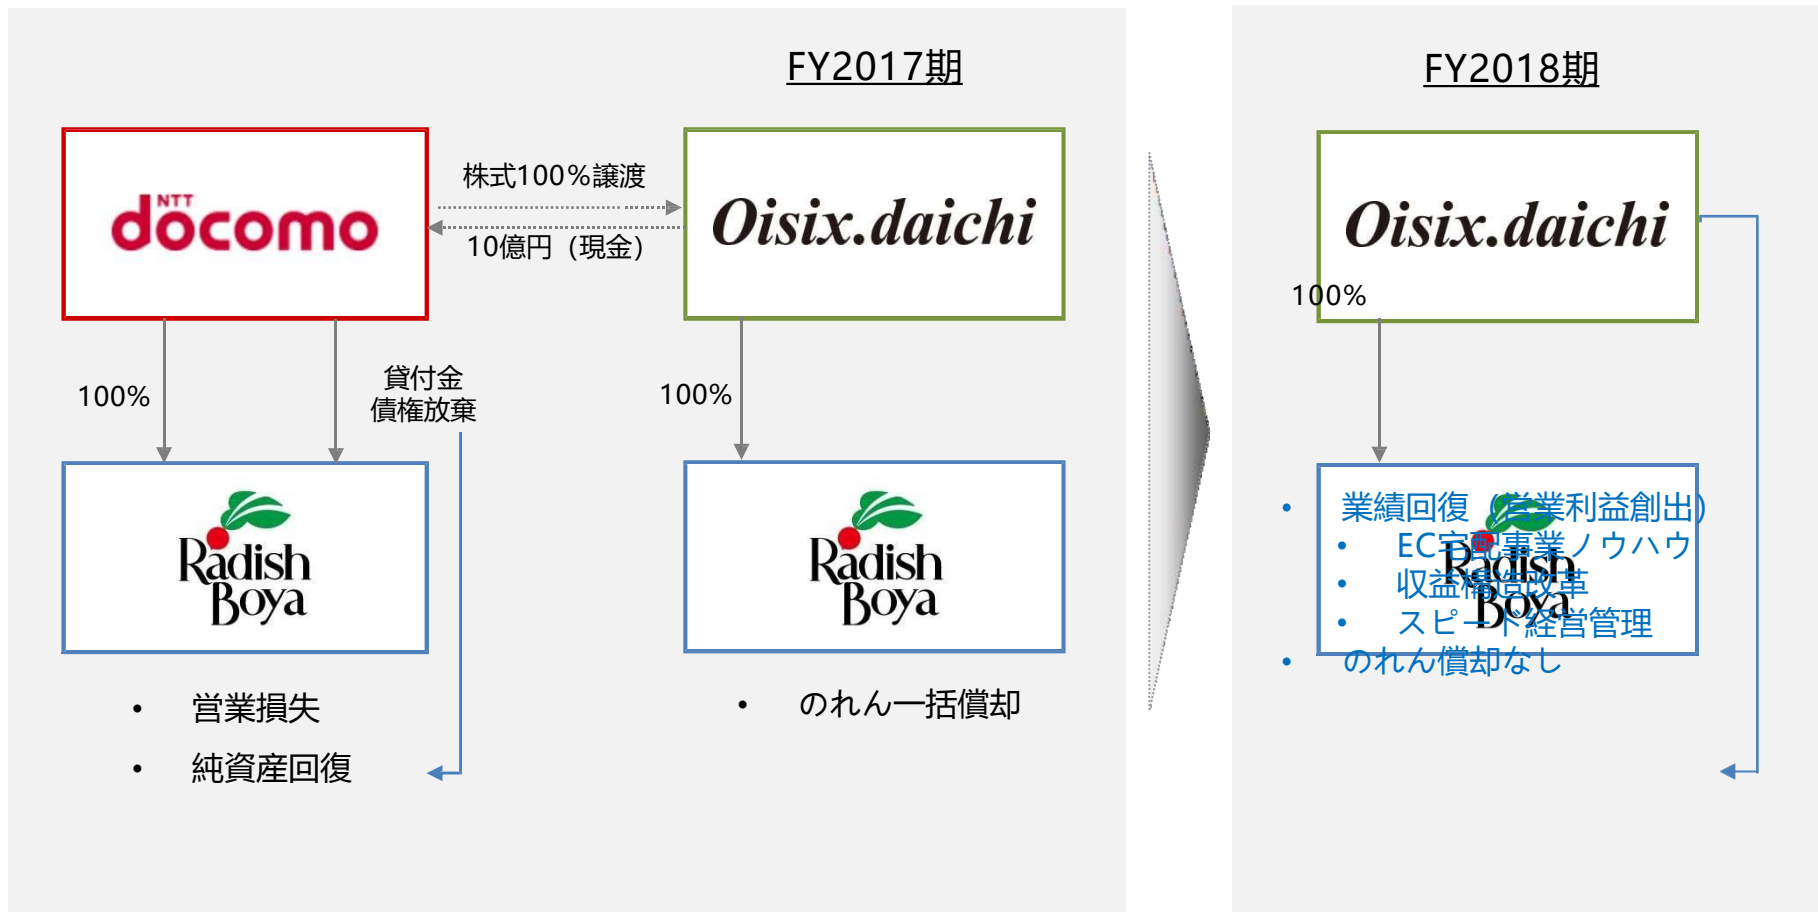 FY2017期
NTT
docomo
株式100%譲渡
10億円（現金）
Oisix.daichi
100%
貸付金
債権放棄
100%
Radish
Boya
Radish
Boya
• 営業損失
• 純資産回復
• のれん一括償却
FY2018期
Oisix.daichi
100%
Radish
Boya
• 業績回復（営業利益創出）
• EC宅配事業ノウハウ
• 収益構造改革
• スピード経営管理
• のれん償却なし